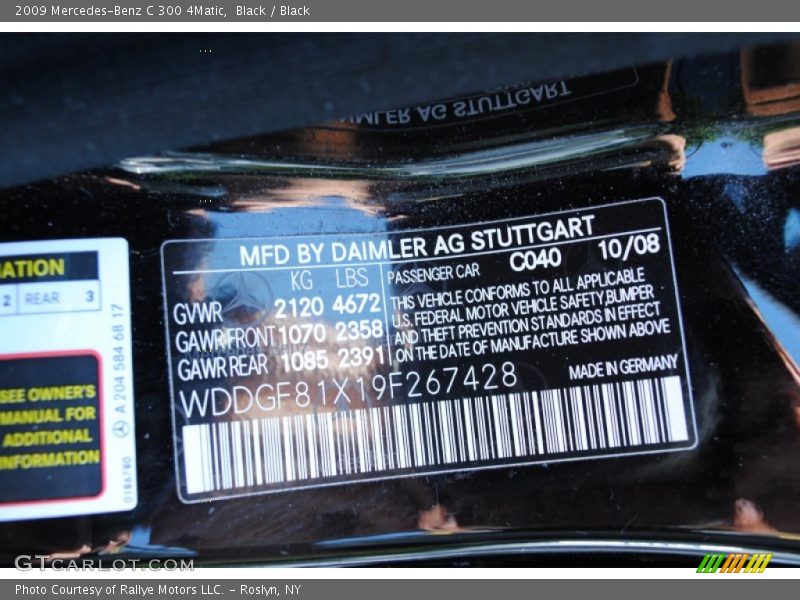 2009 Mercedes-Benz C 300 4Matic,  Black / Black
AIMLER AG STUTTGART
MATION
2 REAR 3
SEE OWNER'S
MANUAL FOR
ADDITIONAL
INFORMATION
A 204 584 68 17
MFD BY DAIMLER AG STUTTGART
KG LBS PASSENGER CAR C040 10/08
GVWR 2120 4672
GAWR FRONT 1070 2358
GAWR REAR 1085 2391
THIS VEHICLE CONFORMS TO ALL APPLICABLE
U.S. FEDERAL MOTOR VEHICLE SAFETY, BUMPER
AND THEFT PREVENTION STANDARDS IN EFFECT
ON THE DATE OF MANUFACTURE SHOWN ABOVE
WDDGF81X19F267428 MADE IN GERMANY
GTCARLOT.COM
Photo Courtesy of Rallye Motors LLC. - Roslyn, NY